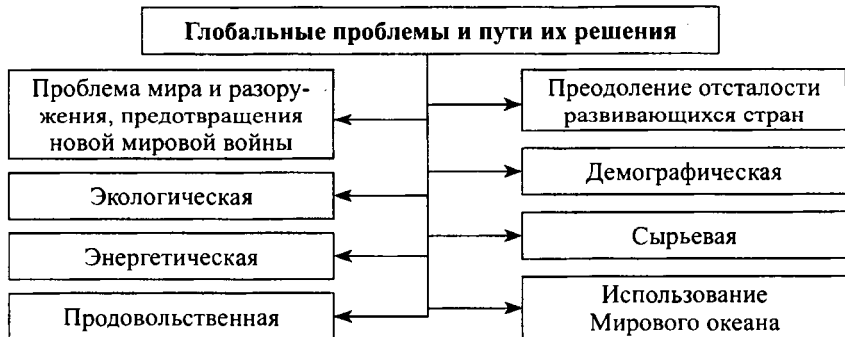 Глобальные проблемы и пути их решения
Проблема мира и разору-
жения, предотвращения
новой мировой войны
Экологическая
Энергетическая
Продовольственная
Преодоление отсталости
развивающихся стран
Демографическая
Сырьевая
Использование
Мирового океана